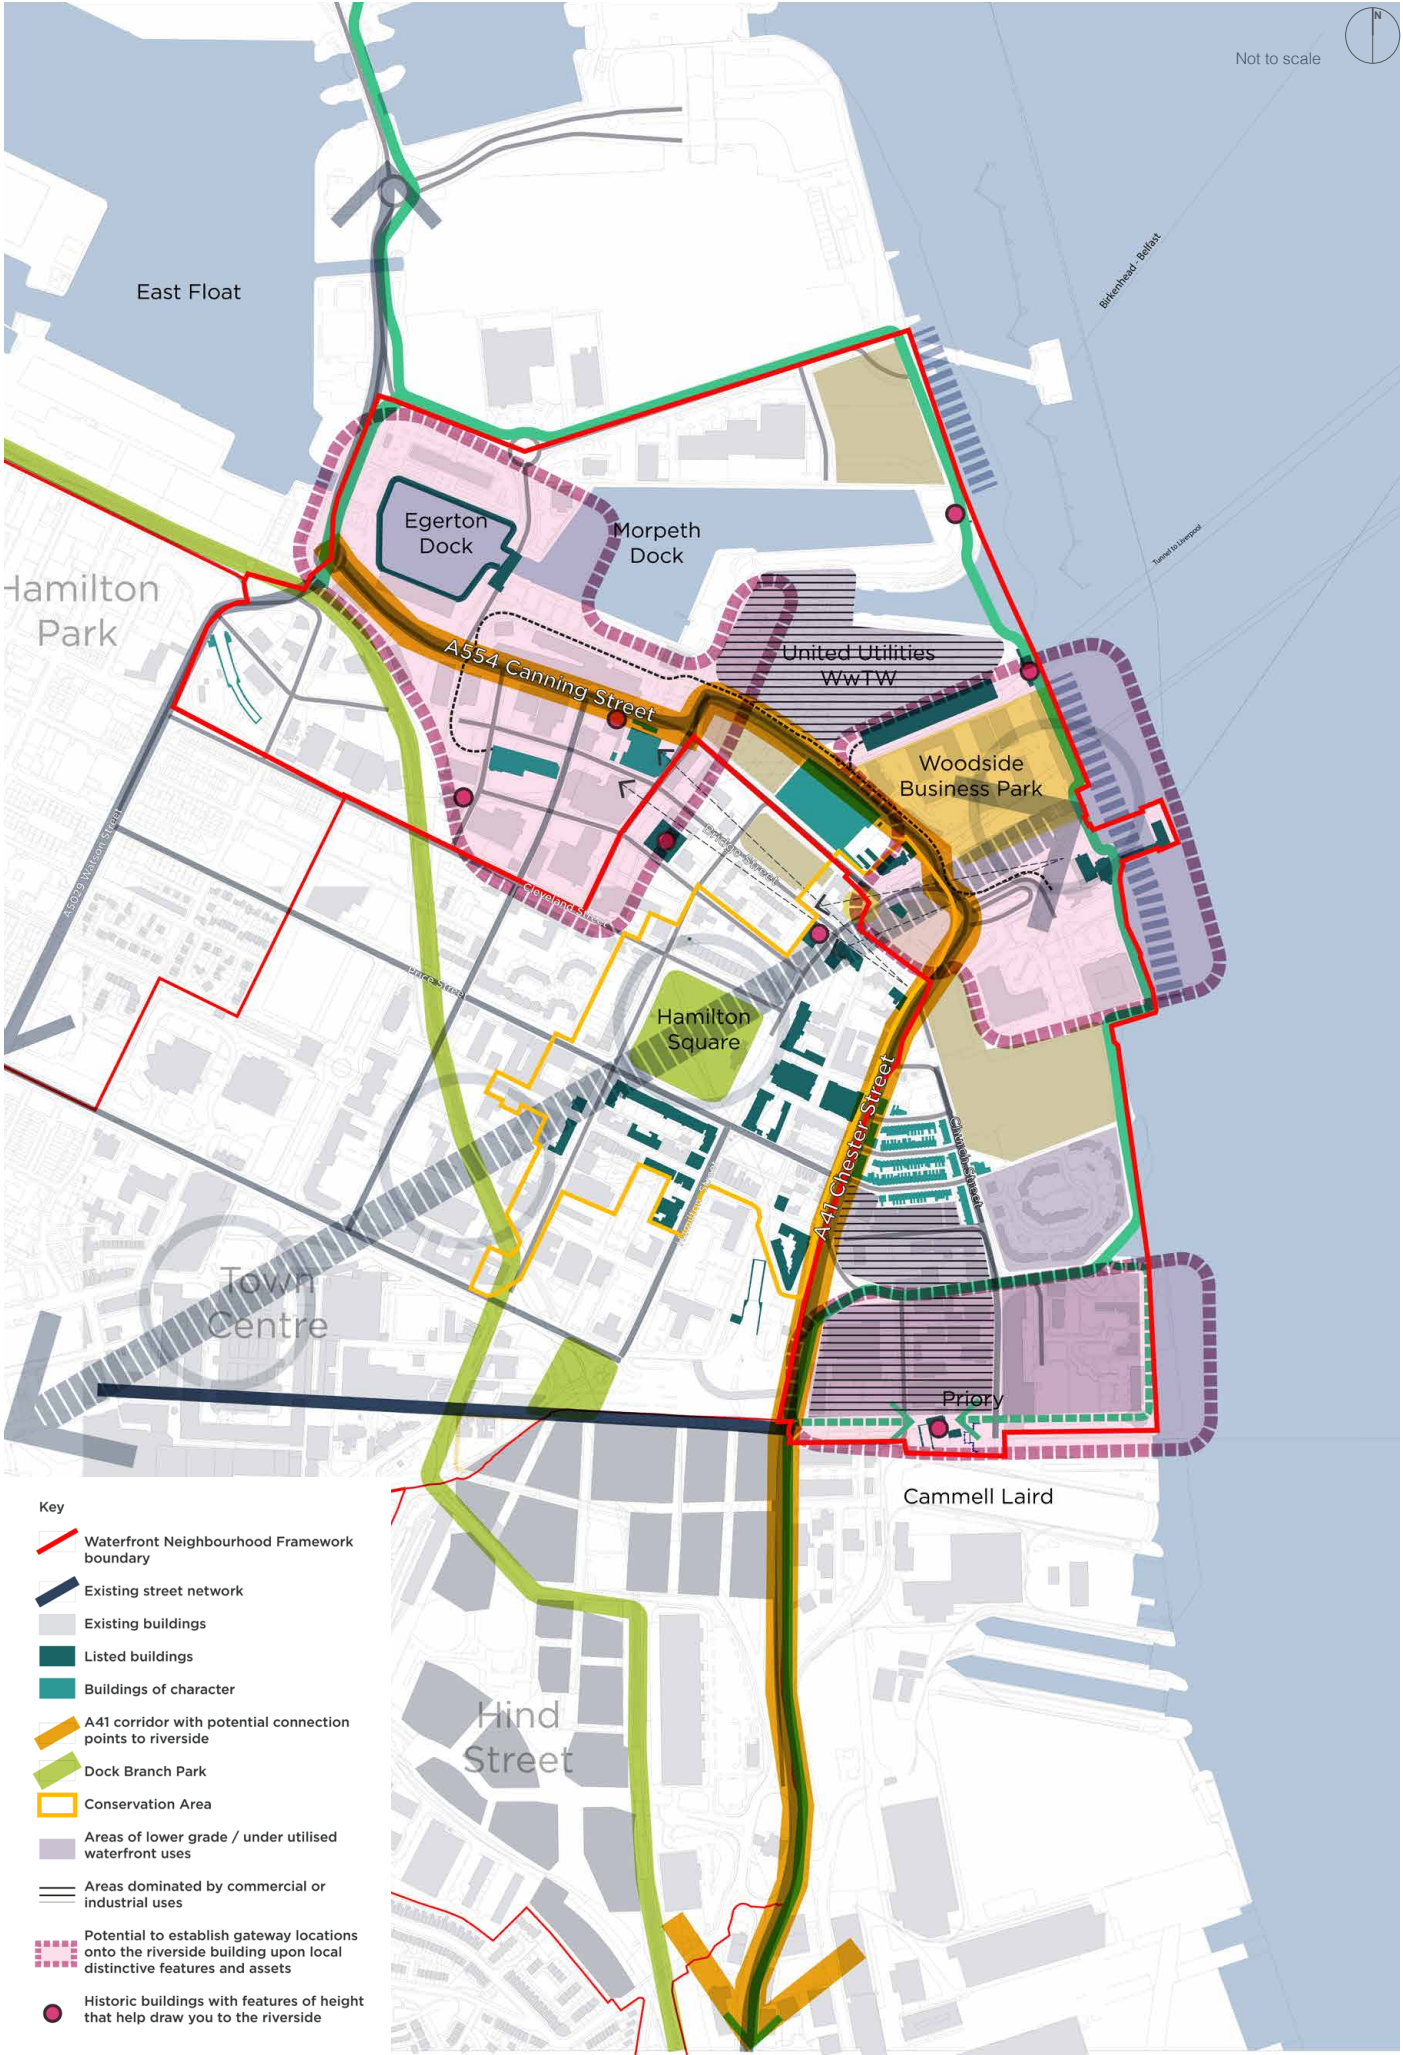 N
Not to scale
Birkenhead - Belfast
East Float
Egerton
Dock
Morpeth
Dock
Tunnel to Liverpool
Hamilton
Park
A554 Canning Street
United Utilities
WwTW
Woodside
Business Park
A5029 Watson Street
Bridge Street
Cleveland Street
Price Street
Hamilton
Square
A41 Chester Street
Church Street
Hamilton Street
Town
Centre
Priory
Cammell Laird
Hind
Street
Key
Waterfront Neighbourhood Framework
boundary
Existing street network
Existing buildings
Listed buildings
Buildings of character
A41 corridor with potential connection
points to riverside
Dock Branch Park
Conservation Area
Areas of lower grade / under utilised
waterfront uses
Areas dominated by commercial or
industrial uses
Potential to establish gateway locations
onto the riverside building upon local
distinctive features and assets
Historic buildings with features of height
that help draw you to the riverside